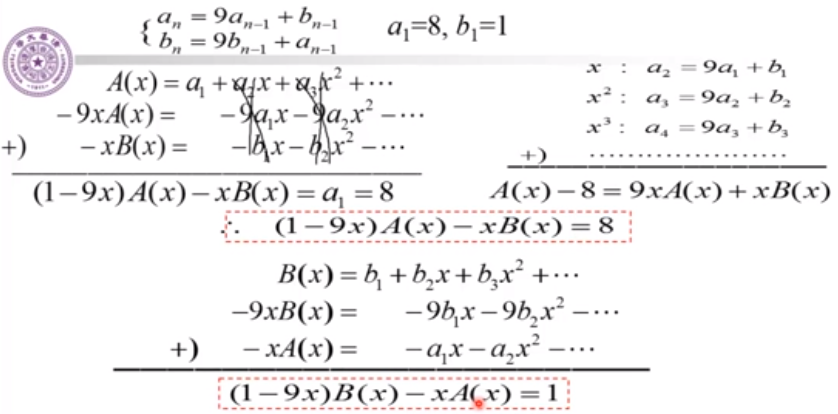 { aₙ = 9aₙ₋₁ + bₙ₋₁
{ bₙ = 9bₙ₋₁ + aₙ₋₁
a₁=8, b₁=1
A(x) = a₁ + a₂x + a₃x² + ⋯
−9xA(x) = −9a₁x − 9a₂x² − ⋯
+) −xB(x) = −b₁x − b₂x² − ⋯
(1−9x)A(x) − xB(x) = a₁ = 8
x : a₂ = 9a₁ + b₁
x² : a₃ = 9a₂ + b₂
x³ : a₄ = 9a₃ + b₃
+) ⋯⋯⋯⋯⋯⋯⋯
A(x) − 8 = 9xA(x) + xB(x)
∴ (1−9x)A(x) − xB(x) = 8
B(x) = b₁ + b₂x + b₃x² + ⋯
−9xB(x) = −9b₁x − 9b₂x² − ⋯
+) −xA(x) = −a₁x − a₂x² − ⋯
(1−9x)B(x) − xA(x) = 1